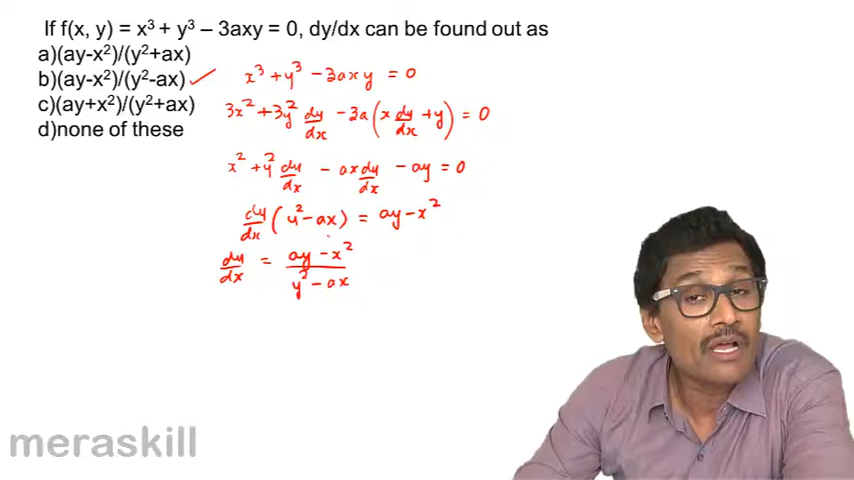 If f(x, y) = x³ + y³ – 3axy = 0, dy/dx can be found out as
a)(ay-x²)/(y²+ax)
b)(ay-x²)/(y²-ax) ✓
c)(ay+x²)/(y²+ax)
d)none of these
x³ + y³ - 3axy = 0
3x² + 3y² dy/dx - 3a(x dy/dx + y) = 0
x² + y² dy/dx - ax dy/dx - ay = 0
dy/dx (y² - ax) = ay - x²
dy/dx = (ay - x²)/(y² - ax)
meraskill